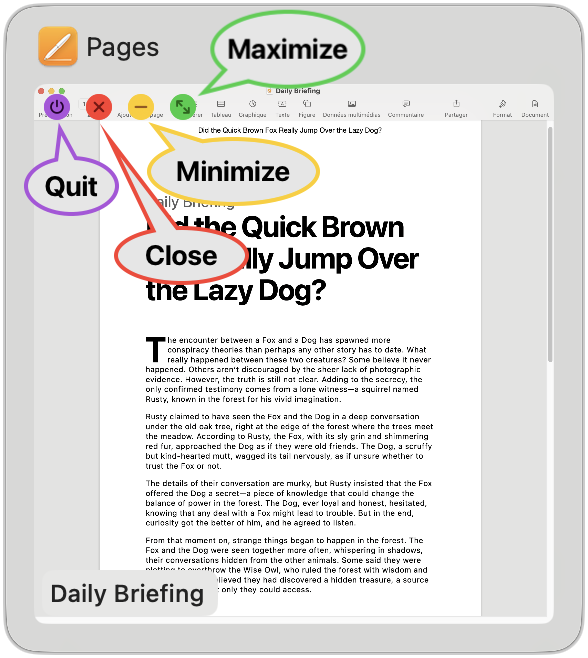 Pages
Maximize
Daily Briefing
Tableau Graphique Texte Figure Données multimédias Commentaire Partager Format Document
Did the Quick Brown Fox Really Jump Over the Lazy Dog?
Quit
Minimize
Close
Daily Briefing
Did the Quick Brown
Jump Over
the Lazy Dog?
The encounter between a Fox and a Dog has spawned more
conspiracy theories than perhaps any other story has to date. What
really happened between these two creatures? Some believe it never
happened. Others aren't discouraged by the sheer lack of photographic
evidence. However, the truth is still not clear. Adding to the secrecy, the
only confirmed testimony comes from a lone witness—a squirrel named
Rusty, known in the forest for his vivid imagination.
Rusty claimed to have seen the Fox and the Dog in a deep conversation
under the old oak tree, right at the edge of the forest where the trees meet
the meadow. According to Rusty, the Fox, with its sly grin and shimmering
red fur, approached the Dog as if they were old friends. The Dog, a scruffy
but kind-hearted mutt, wagged its tail nervously, as if unsure whether to
trust the Fox or not.
The details of their conversation are murky, but Rusty insisted that the Fox
offered the Dog a secret—a piece of knowledge that could change the
balance of power in the forest. The Dog, ever loyal and honest, hesitated,
knowing that any deal with a Fox might lead to trouble. But in the end,
curiosity got the better of him, and he agreed to listen.
From that moment on, strange things began to happen in the forest. The
Fox and the Dog were seen together more often, whispering in shadows,
their conversations hidden from the other animals. Some said they were
plotting to overthrow the Wise Owl, who ruled the forest with wisdom and
believed they had discovered a hidden treasure, a source
only they could access.
Daily Briefing